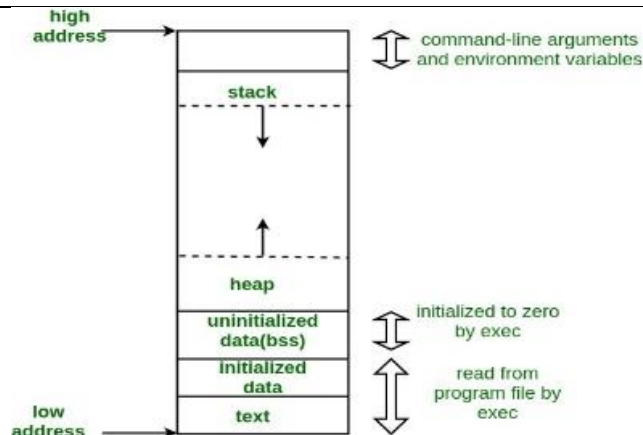 high
address
command-line arguments
and environment variables
stack
heap
uninitialized
data(bss)
initialized to zero
by exec
initialized
data
read from
program file by
exec
text
low
address